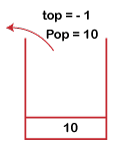 top = - 1
Pop = 10
10